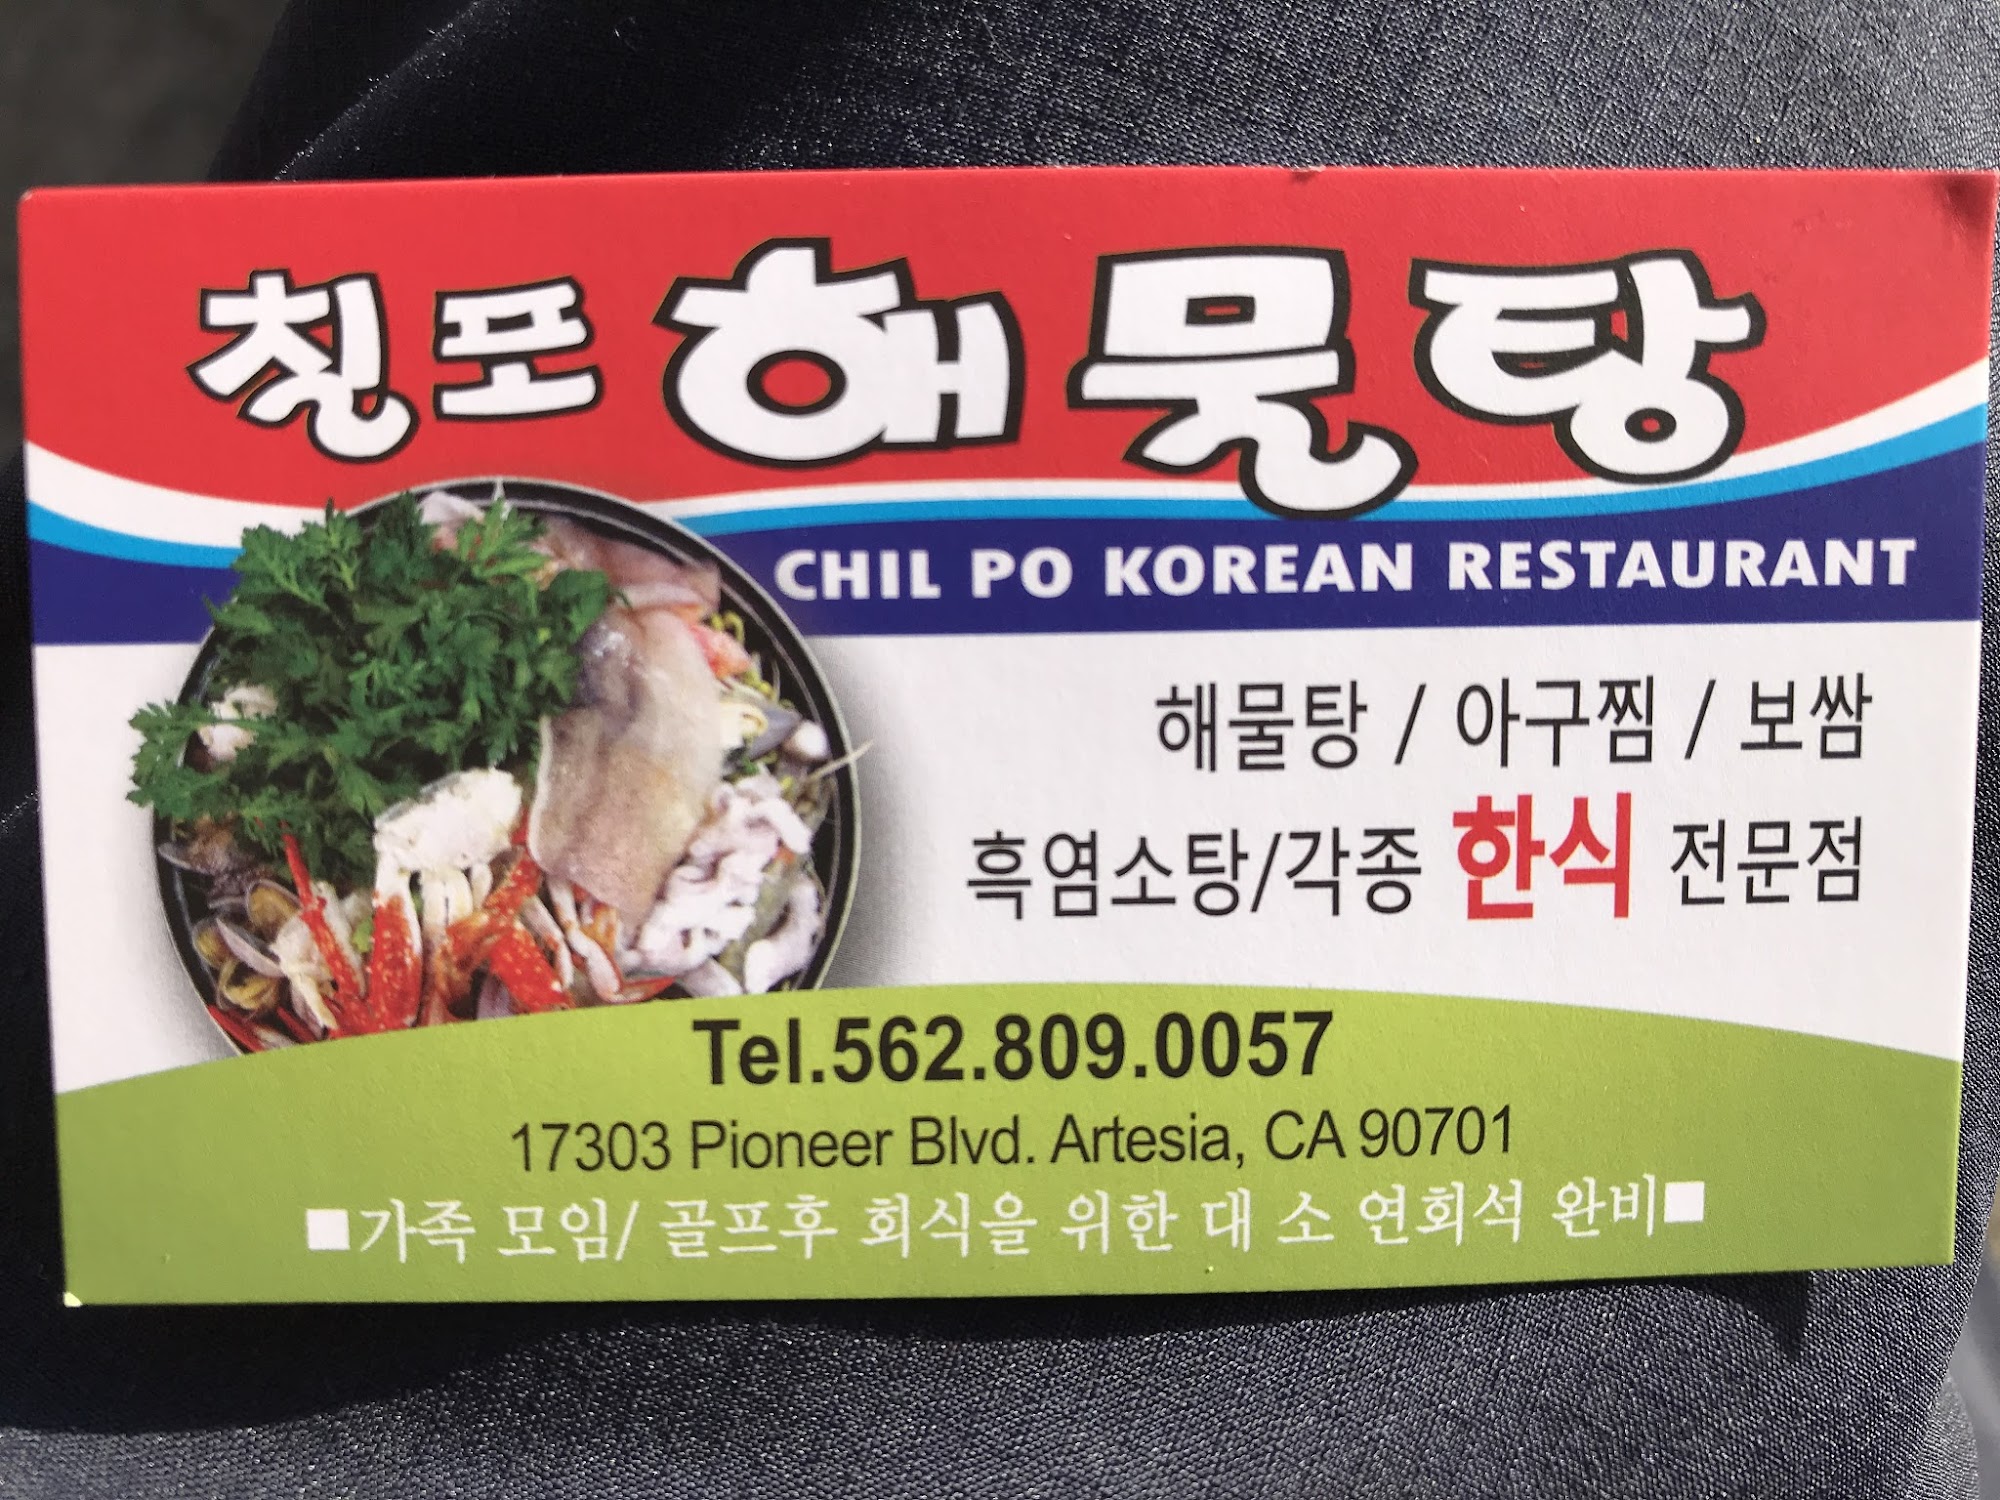 칠포 해물탕
CHIL PO KOREAN RESTAURANT
해물탕 / 아구찜 / 보쌈
흑염소탕/각종 한식 전문점
Tel.562.809.0057
17303 Pioneer Blvd. Artesia, CA 90701
■가족 모임/ 골프후 회식을 위한 대 소 연회석 완비■